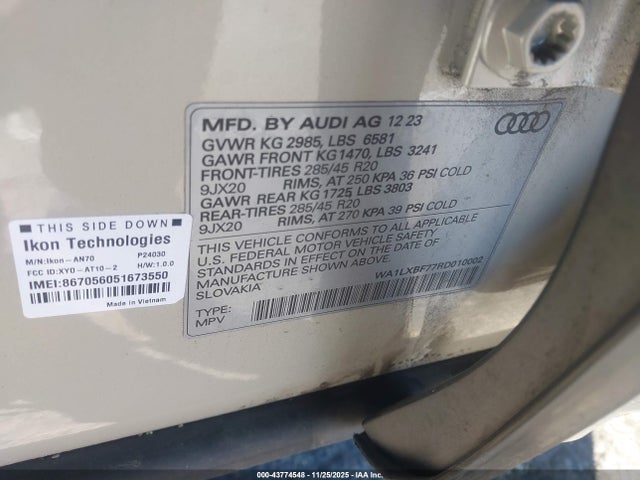 MFD. BY AUDI AG 12 23
GVWR KG 2985, LBS 6581
GAWR FRONT KG1470, LBS 3241
FRONT-TIRES 285/45 R20
9JX20 RIMS, AT 250 KPA 36 PSI COLD
GAWR REAR KG 1725 LBS 3803
REAR-TIRES 285/45 R20
9JX20 RIMS, AT 270 KPA 39 PSI COLD
THIS VEHICLE CONFORMS TO ALL APPLICABLE
U.S. FEDERAL MOTOR VEHICLE SAFETY
STANDARDS IN EFFECT ON THE DATE OF
MANUFACTURE SHOWN ABOVE
SLOVAKIA
WA1LXBF77RD010002
TYPE:
MPV
THIS SIDE DOWN
Ikon Technologies
M/N:Ikon-AN70 P24030
FCC ID:XYO-AT10-2 H/W:1.0.0
IMEI:867056051673550
Made in Vietnam
000-43774548 - 11/25/2025 - IAA Inc.